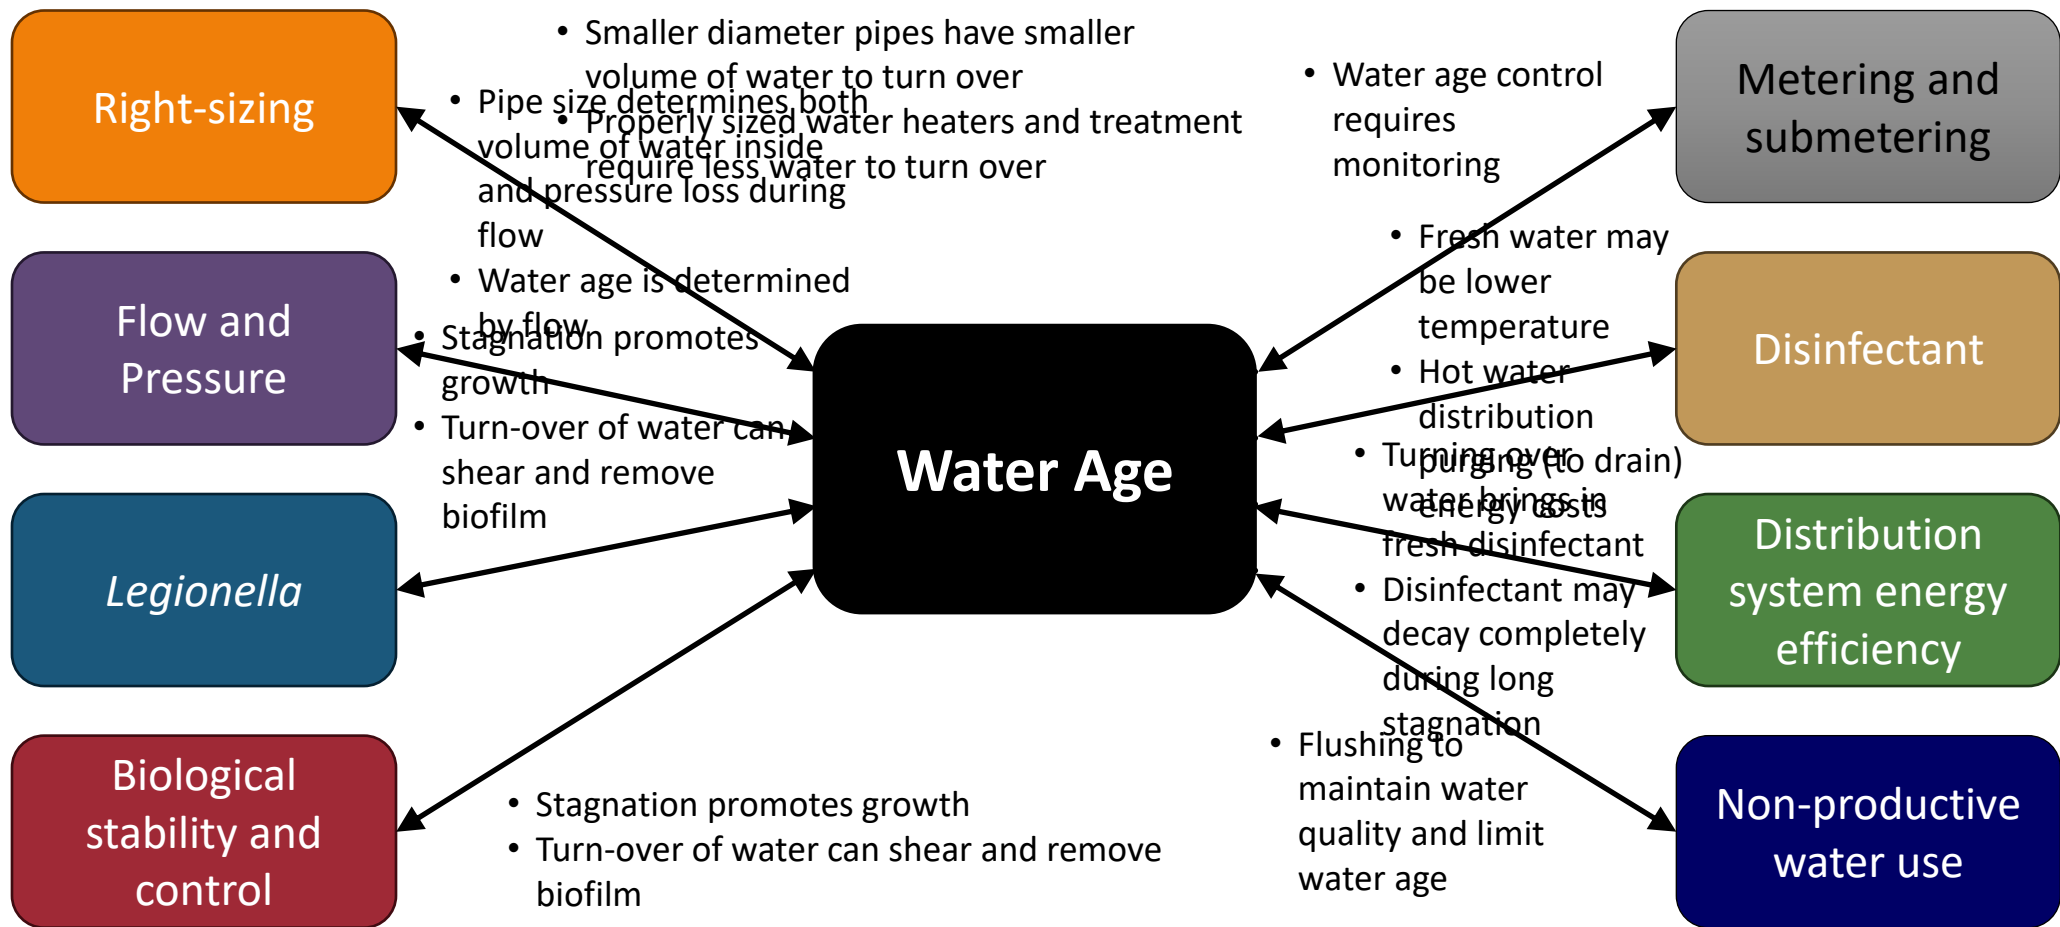 Right-sizing
• Smaller diameter pipes have smaller
volume of water to turn over
• Properly sized water heaters and treatment
require less water to turn over
• Pipe size determines both
volume of water inside
and pressure loss during
flow
• Water age is determined
by flow
Flow and
Pressure
• Stagnation promotes
growth
• Turn-over of water can
shear and remove
biofilm
Legionella
Biological
stability and
control
• Stagnation promotes growth
• Turn-over of water can shear and remove
biofilm
Water Age
• Water age control
requires
monitoring
Metering and
submetering
• Fresh water may
be lower
temperature
• Hot water
distribution
purging (to drain)
energy costs
Disinfectant
• Turning over
water brings in
fresh disinfectant
• Disinfectant may
decay completely
during long
stagnation
Distribution
system energy
efficiency
• Flushing to
maintain water
quality and limit
water age
Non-productive
water use